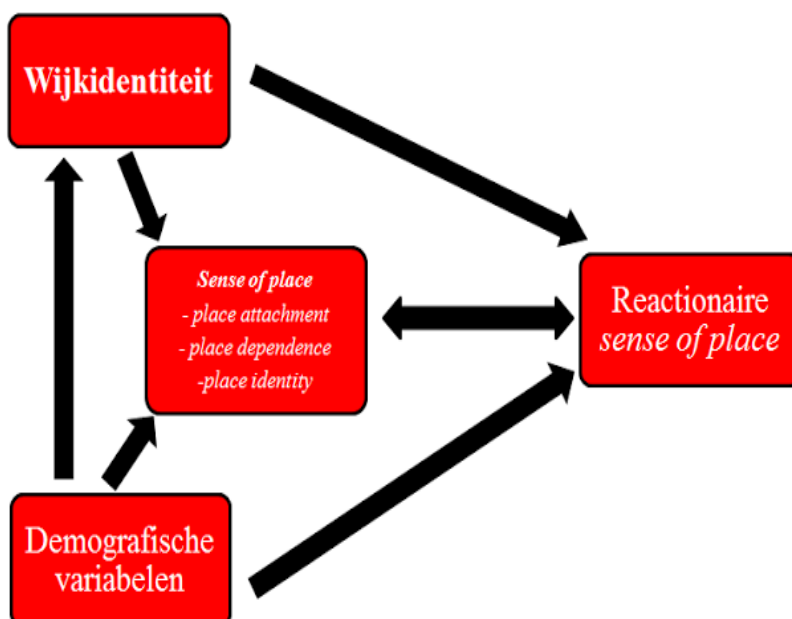 Wijkidentiteit
Sense of place
- place attachment
- place dependence
-place identity
Reactionaire
sense of place
Demografische
variabelen